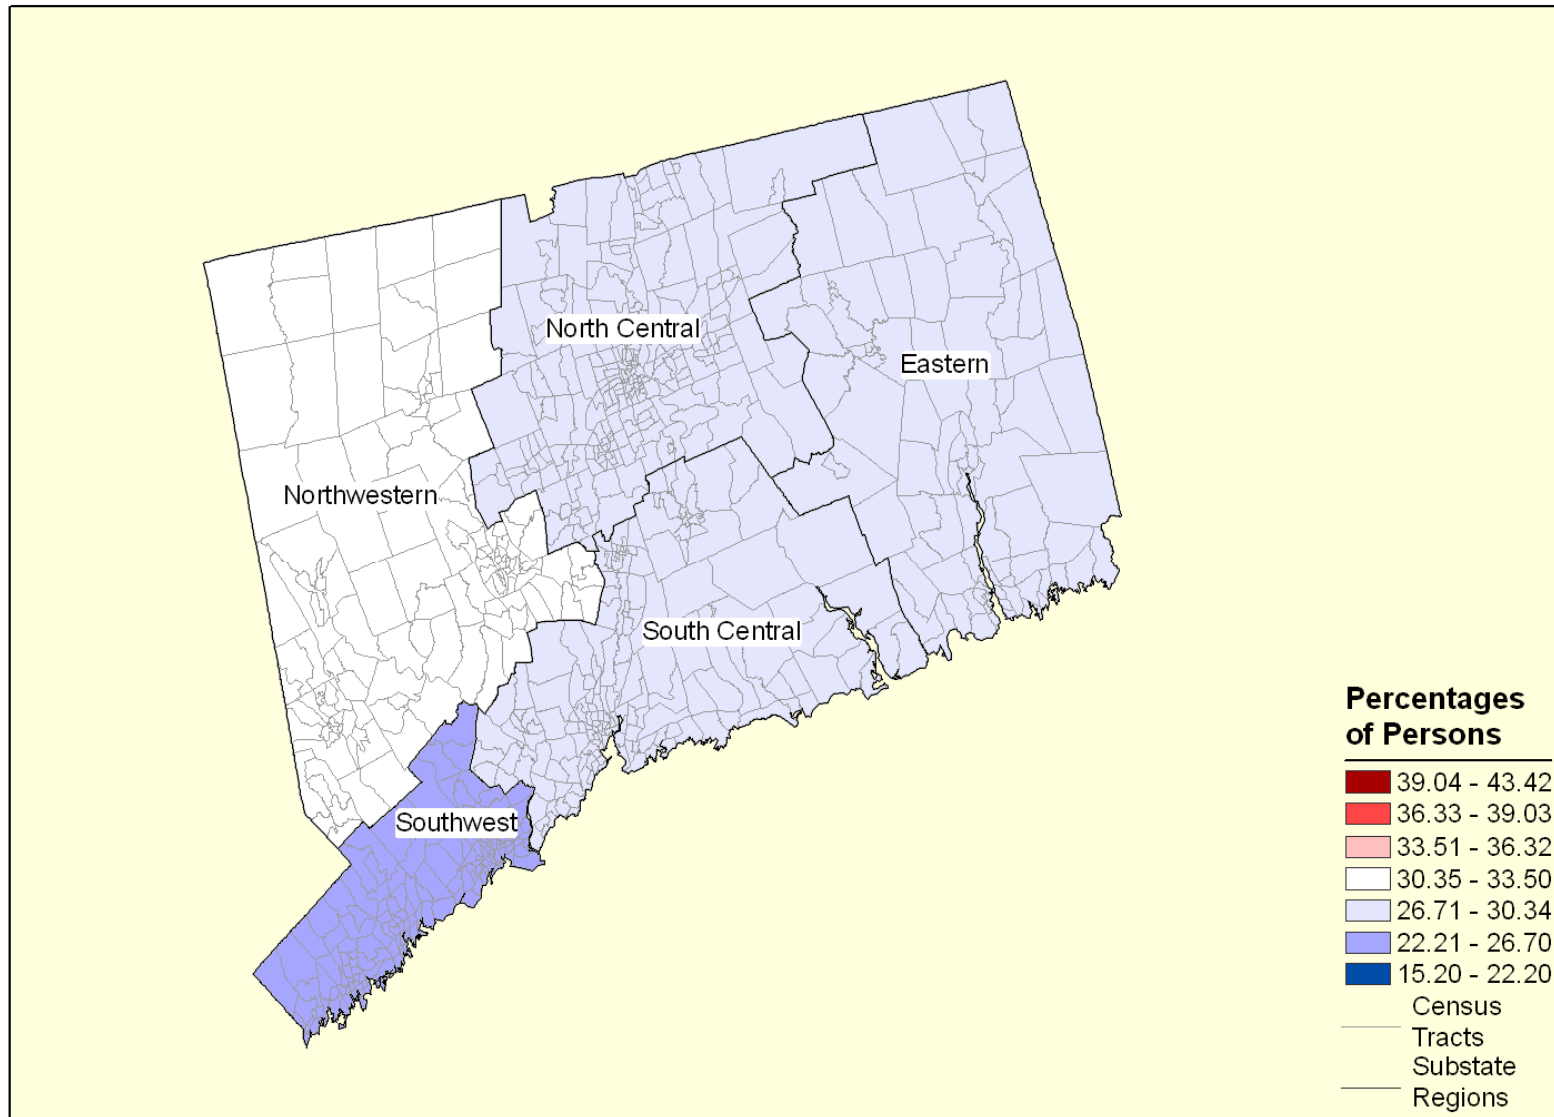 North Central
Eastern
Northwestern
South Central
Southwest
Percentages
of Persons
39.04 - 43.42
36.33 - 39.03
33.51 - 36.32
30.35 - 33.50
26.71 - 30.34
22.21 - 26.70
15.20 - 22.20
Census
Tracts
Substate
Regions